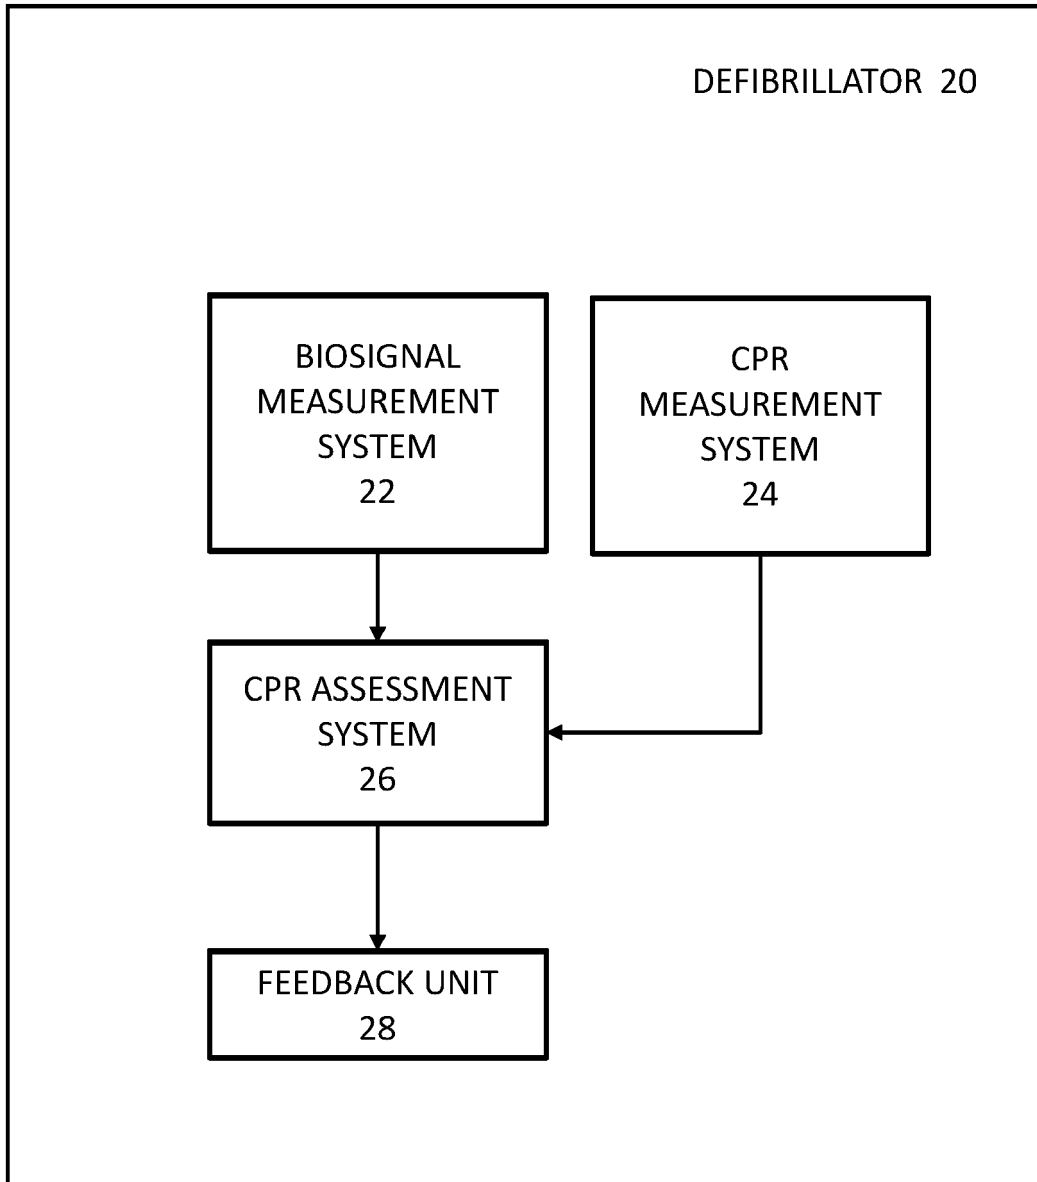 DEFIBRILLATOR 20
BIOSIGNAL
MEASUREMENT
SYSTEM
22
CPR
MEASUREMENT
SYSTEM
24
CPR ASSESSMENT
SYSTEM
26
FEEDBACK UNIT
28